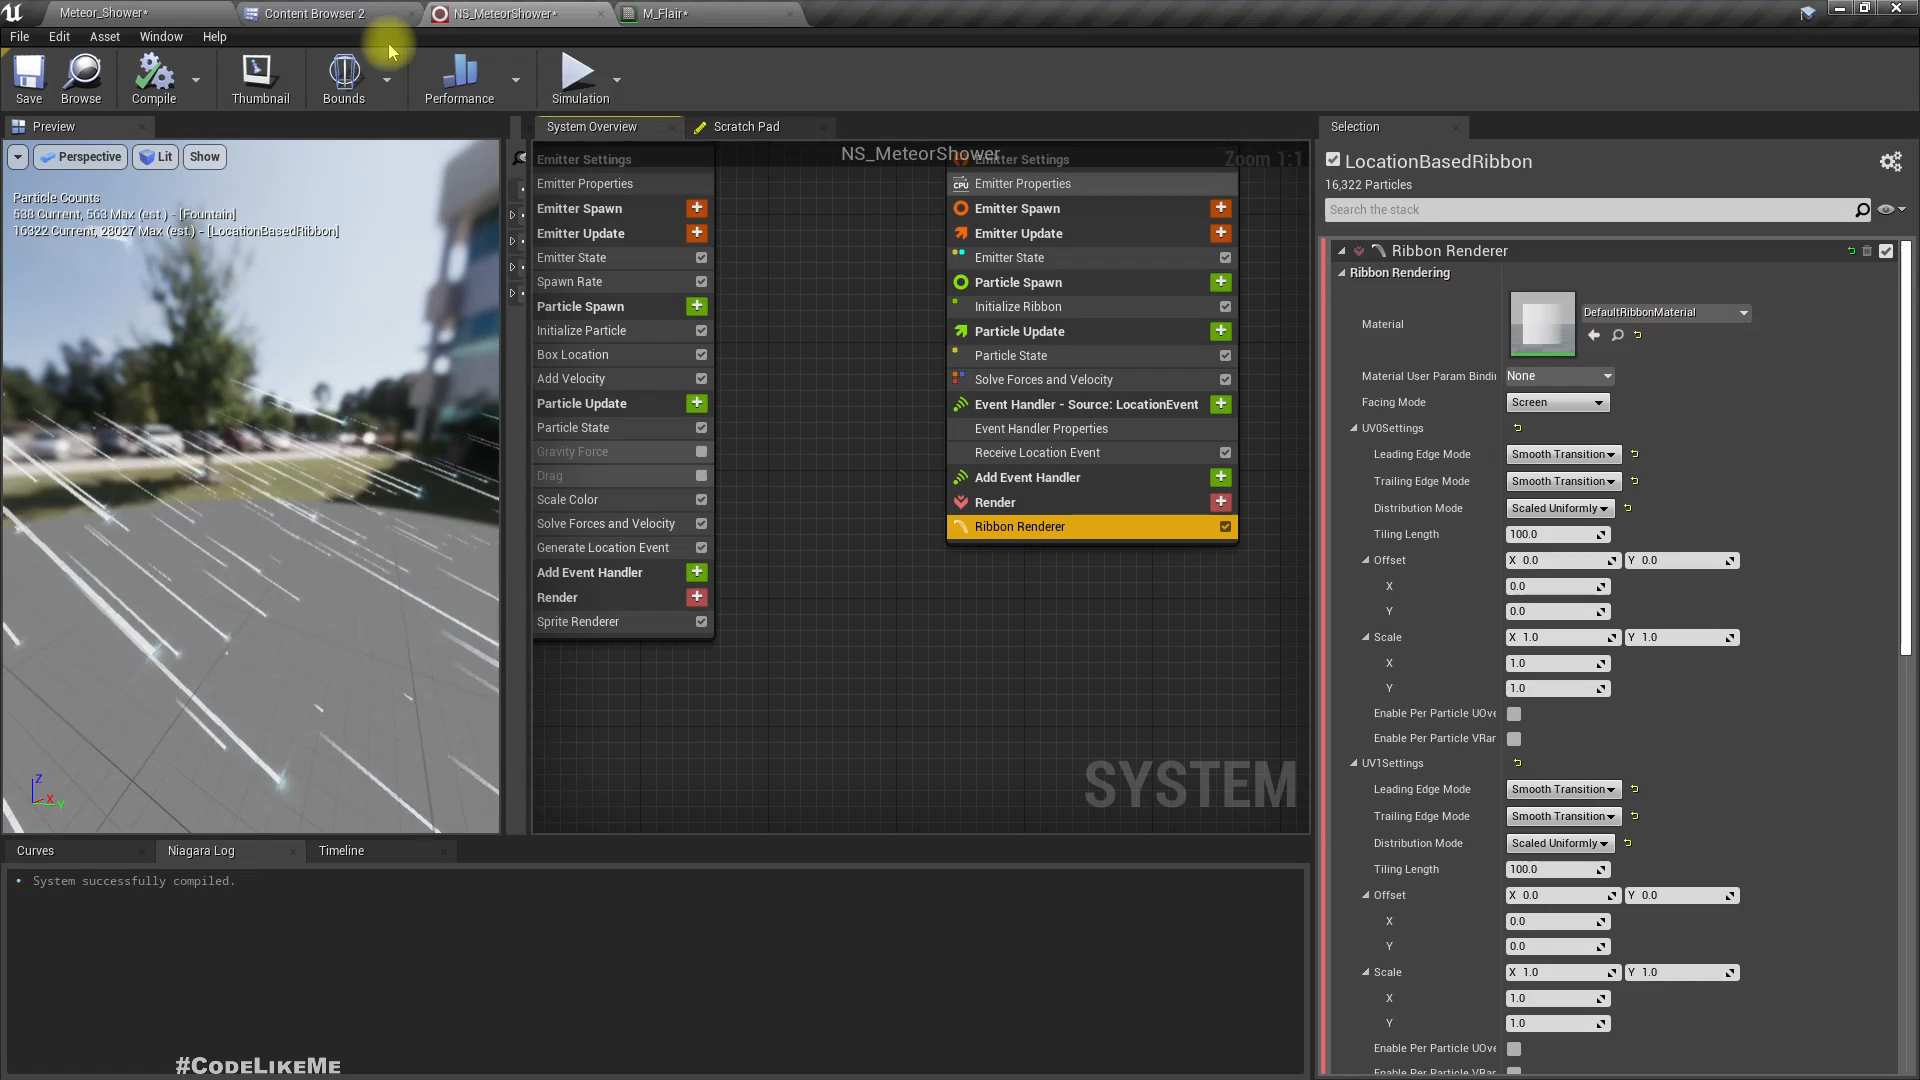 Meteor_Shower*
Content Browser 2
NS_MeteorShower*
M_Flair*
File
Edit
Asset
Window
Help
Save
Browse
Compile
Thumbnail
Bounds
Performance
Simulation
Preview
Perspective
Lit
Show
Particle Counts
538 Current, 563 Max (est.) - [Fountain]
16322 Current, 28027 Max (est.) - [LocationBasedRibbon]
Z
X
Y
System Overview
Scratch Pad
NS_MeteorShower
Zoom 1:1
Emitter Settings
Emitter Properties
Emitter Spawn
Emitter Update
Emitter State
Spawn Rate
Particle Spawn
Initialize Particle
Box Location
Add Velocity
Particle Update
Particle State
Gravity Force
Drag
Scale Color
Solve Forces and Velocity
Generate Location Event
Add Event Handler
Render
Sprite Renderer
Emitter Settings
CPU Emitter Properties
Emitter Spawn
Emitter Update
Emitter State
Particle Spawn
Initialize Ribbon
Particle Update
Particle State
Solve Forces and Velocity
Event Handler - Source: LocationEvent
Event Handler Properties
Receive Location Event
Add Event Handler
Render
Ribbon Renderer
SYSTEM
Selection
LocationBasedRibbon
16,322 Particles
Search the stack
Ribbon Renderer
Ribbon Rendering
Material
DefaultRibbonMaterial
Material User Param Bindi
None
Facing Mode
Screen
UV0Settings
Leading Edge Mode
Smooth Transition
Trailing Edge Mode
Smooth Transition
Distribution Mode
Scaled Uniformly
Tiling Length
100.0
Offset
X 0.0
Y 0.0
X
0.0
Y
0.0
Scale
X 1.0
Y 1.0
X
1.0
Y
1.0
Enable Per Particle UOve
Enable Per Particle VRan
UV1Settings
Leading Edge Mode
Smooth Transition
Trailing Edge Mode
Smooth Transition
Distribution Mode
Scaled Uniformly
Tiling Length
100.0
Offset
X 0.0
Y 0.0
X
0.0
Y
0.0
Scale
X 1.0
Y 1.0
X
1.0
Y
1.0
Enable Per Particle UOve
Curves
Niagara Log
Timeline
System successfully compiled.
#CodeLikeMe